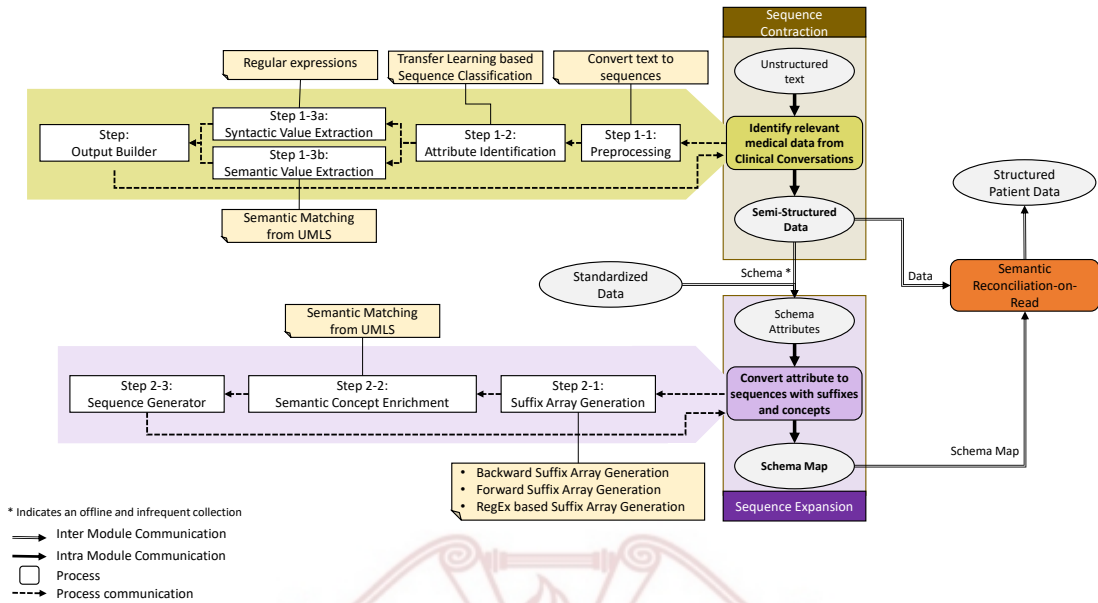 Sequence
Contraction
Unstructured
text
Regular expressions
Transfer Learning based
Sequence Classification
Convert text to
sequences
Step:
Output Builder
Step 1-3a:
Syntactic Value Extraction
Step 1-3b:
Semantic Value Extraction
Step 1-2:
Attribute Identification
Step 1-1:
Preprocessing
Identify relevant
medical data from
Clinical Conversations
Semantic Matching
from UMLS
Semi-Structured
Data
Structured
Patient Data
Schema *
Data
Standardized
Data
Semantic
Reconciliation-on-
Read
Schema
Attributes
Semantic Matching
from UMLS
Step 2-3:
Sequence Generator
Step 2-2:
Semantic Concept Enrichment
Step 2-1:
Suffix Array Generation
Convert attribute to
sequences with suffixes
and concepts
Schema Map
Schema Map
• Backward Suffix Array Generation
• Forward Suffix Array Generation
• RegEx based Suffix Array Generation
Sequence Expansion
* Indicates an offline and infrequent collection
Inter Module Communication
Intra Module Communication
Process
Process communication